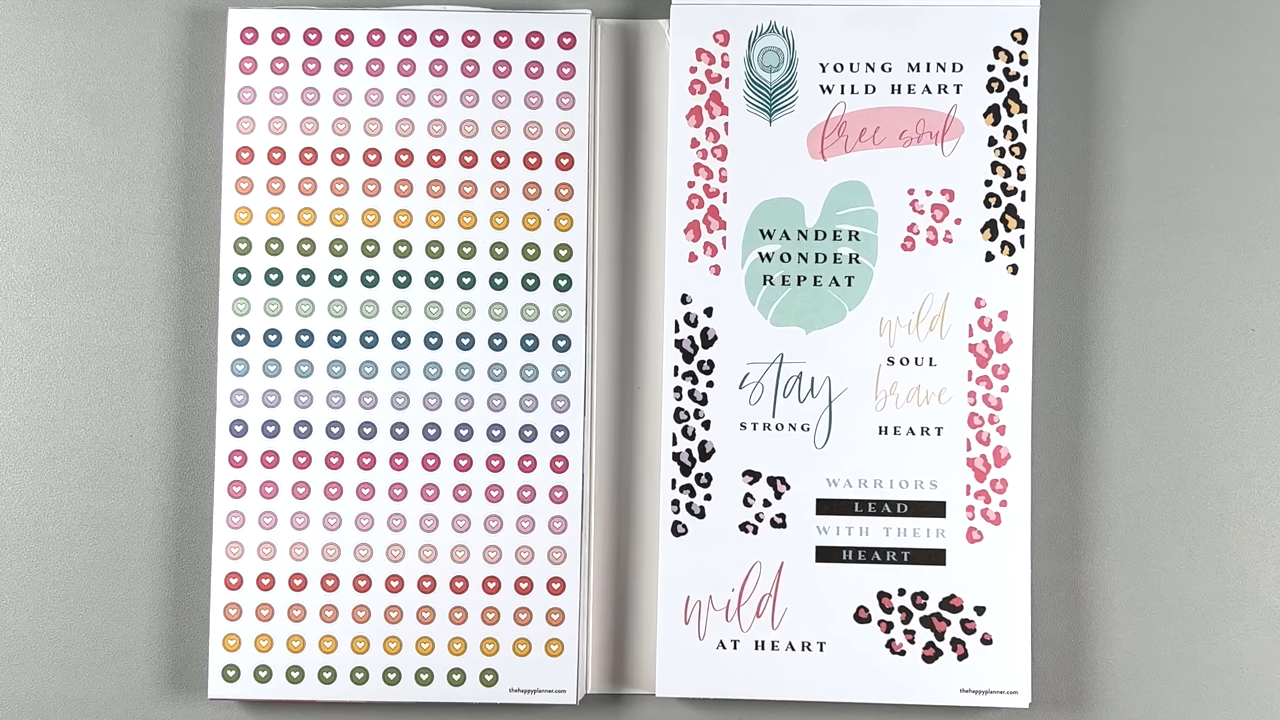 YOUNG MIND
WILD HEART
free soul
WANDER
WONDER
REPEAT
wild
SOUL
brave
HEART
stay
STRONG
WARRIORS
LEAD
WITH THEIR
HEART
wild
AT HEART
thehappyplanner.com
thehappyplanner.com